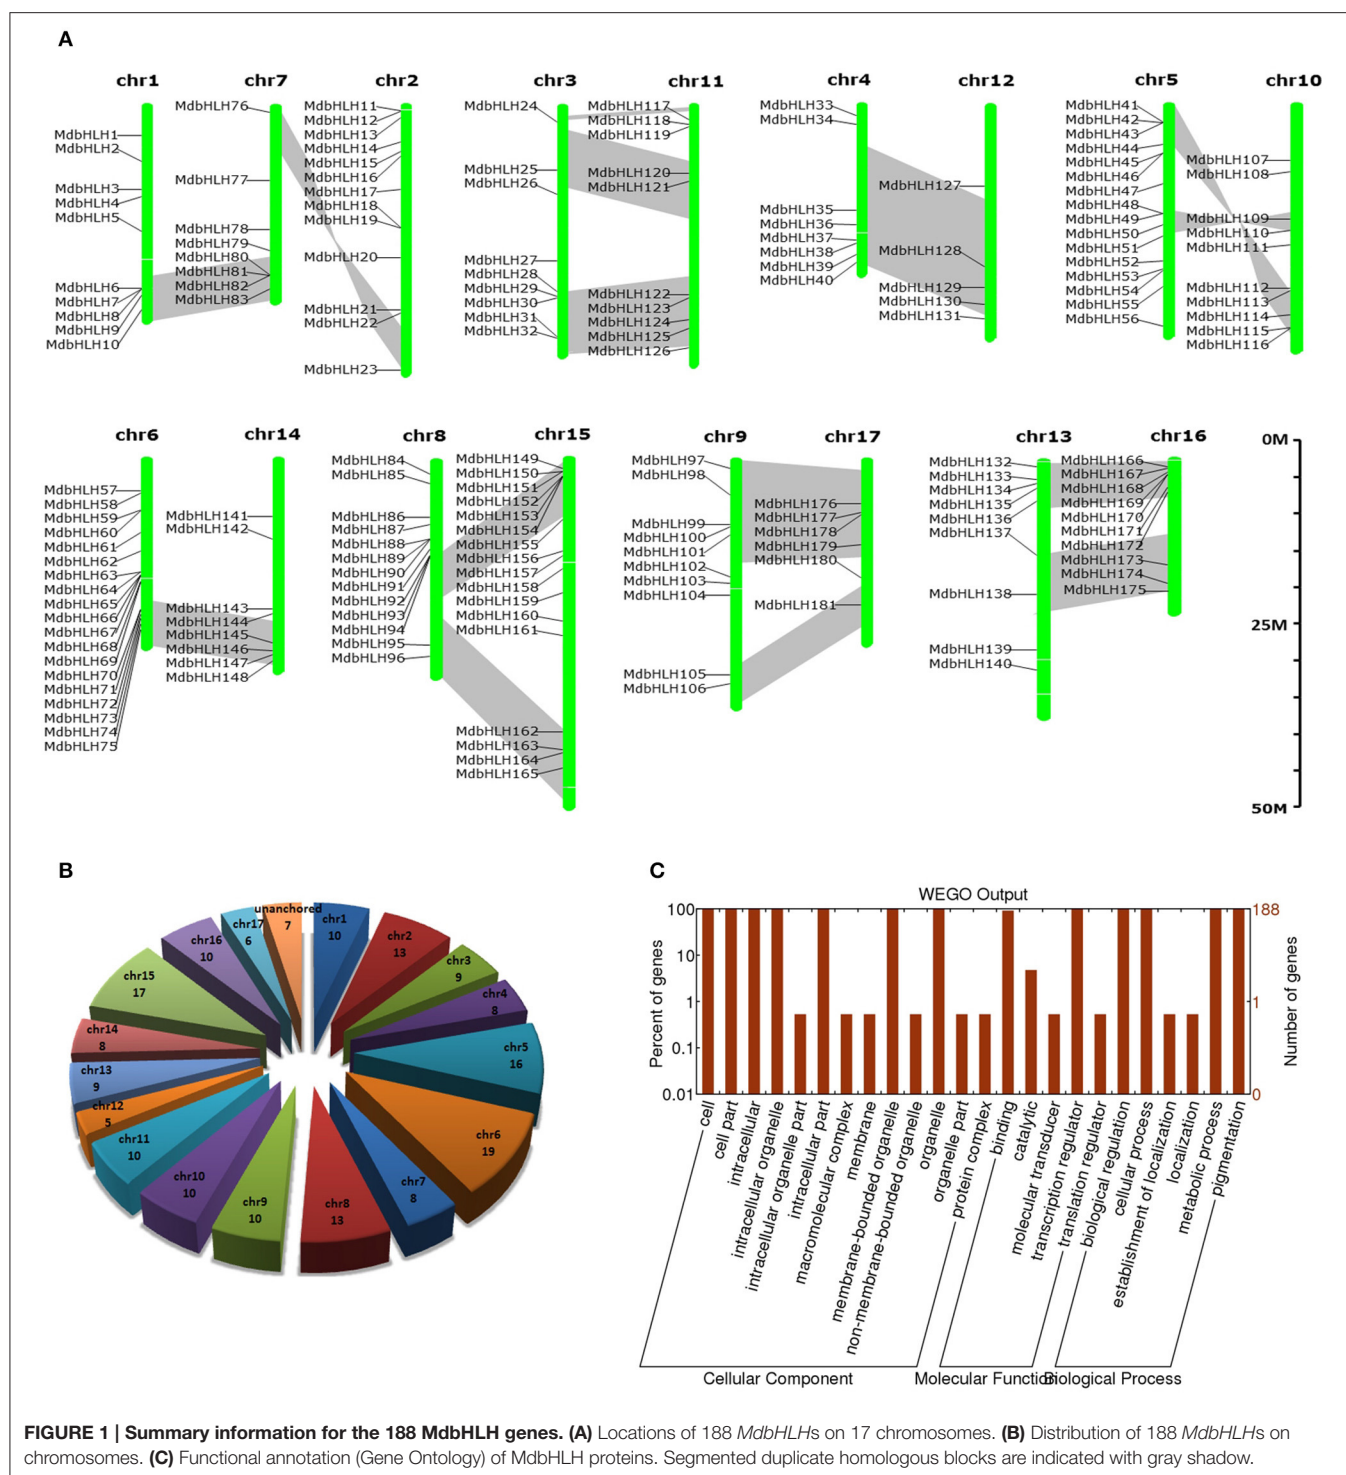 A
chr1 chr7 chr2 chr3 chr11 chr4 chr12 chr5 chr10
MdbHLH1
MdbHLH2
MdbHLH3
MdbHLH4
MdbHLH5
MdbHLH6
MdbHLH7
MdbHLH8
MdbHLH9
MdbHLH10
MdbHLH76
MdbHLH77
MdbHLH78
MdbHLH79
MdbHLH80
MdbHLH81
MdbHLH82
MdbHLH83
MdbHLH11
MdbHLH12
MdbHLH13
MdbHLH14
MdbHLH15
MdbHLH16
MdbHLH17
MdbHLH18
MdbHLH19
MdbHLH20
MdbHLH21
MdbHLH22
MdbHLH23
MdbHLH24
MdbHLH25
MdbHLH26
MdbHLH27
MdbHLH28
MdbHLH29
MdbHLH30
MdbHLH31
MdbHLH32
MdbHLH117
MdbHLH118
MdbHLH119
MdbHLH120
MdbHLH121
MdbHLH122
MdbHLH123
MdbHLH124
MdbHLH125
MdbHLH126
MdbHLH33
MdbHLH34
MdbHLH35
MdbHLH36
MdbHLH37
MdbHLH38
MdbHLH39
MdbHLH40
MdbHLH127
MdbHLH128
MdbHLH129
MdbHLH130
MdbHLH131
MdbHLH41
MdbHLH42
MdbHLH43
MdbHLH44
MdbHLH45
MdbHLH46
MdbHLH47
MdbHLH48
MdbHLH49
MdbHLH50
MdbHLH51
MdbHLH52
MdbHLH53
MdbHLH54
MdbHLH55
MdbHLH56
MdbHLH107
MdbHLH108
MdbHLH109
MdbHLH110
MdbHLH111
MdbHLH112
MdbHLH113
MdbHLH114
MdbHLH115
MdbHLH116
chr6 chr14 chr8 chr15 chr9 chr17 chr13 chr16
MdbHLH57
MdbHLH58
MdbHLH59
MdbHLH60
MdbHLH61
MdbHLH62
MdbHLH63
MdbHLH64
MdbHLH65
MdbHLH66
MdbHLH67
MdbHLH68
MdbHLH69
MdbHLH70
MdbHLH71
MdbHLH72
MdbHLH73
MdbHLH74
MdbHLH75
MdbHLH141
MdbHLH142
MdbHLH143
MdbHLH144
MdbHLH145
MdbHLH146
MdbHLH147
MdbHLH148
MdbHLH84
MdbHLH85
MdbHLH86
MdbHLH87
MdbHLH88
MdbHLH89
MdbHLH90
MdbHLH91
MdbHLH92
MdbHLH93
MdbHLH94
MdbHLH95
MdbHLH96
MdbHLH149
MdbHLH150
MdbHLH151
MdbHLH152
MdbHLH153
MdbHLH154
MdbHLH155
MdbHLH156
MdbHLH157
MdbHLH158
MdbHLH159
MdbHLH160
MdbHLH161
MdbHLH162
MdbHLH163
MdbHLH164
MdbHLH165
MdbHLH97
MdbHLH98
MdbHLH99
MdbHLH100
MdbHLH101
MdbHLH102
MdbHLH103
MdbHLH104
MdbHLH105
MdbHLH106
MdbHLH176
MdbHLH177
MdbHLH178
MdbHLH179
MdbHLH180
MdbHLH181
MdbHLH132
MdbHLH133
MdbHLH134
MdbHLH135
MdbHLH136
MdbHLH137
MdbHLH138
MdbHLH139
MdbHLH140
MdbHLH166
MdbHLH167
MdbHLH168
MdbHLH169
MdbHLH170
MdbHLH171
MdbHLH172
MdbHLH173
MdbHLH174
MdbHLH175
0M
25M
50M
B
chr1
10
chr2
13
chr3
9
chr4
8
chr5
16
chr6
19
chr7
8
chr8
13
chr9
10
chr10
10
chr11
10
chr12
5
chr13
9
chr14
8
chr15
17
chr16
10
chr17
6
unanchored
7
C
WEGO Output
Percent of genes
100
10
1
0.1
0.01
188
1
0
Number of genes
cell
cell part
intracellular
intracellular organelle
intracellular organelle part
intracellular part
macromolecular complex
membrane
membrane-bounded organelle
non-membrane-bounded organelle
organelle
organelle part
protein complex
binding
catalytic
molecular transducer
transcription regulator
translation regulator
biological regulation
cellular process
establishment of localization
localization
metabolic process
pigmentation
Cellular Component
Molecular Function
Biological Process
FIGURE 1 | Summary information for the 188 MdbHLH genes. (A) Locations of 188 MdbHLHs on 17 chromosomes. (B) Distribution of 188 MdbHLHs on
chromosomes. (C) Functional annotation (Gene Ontology) of MdbHLH proteins. Segmented duplicate homologous blocks are indicated with gray shadow.